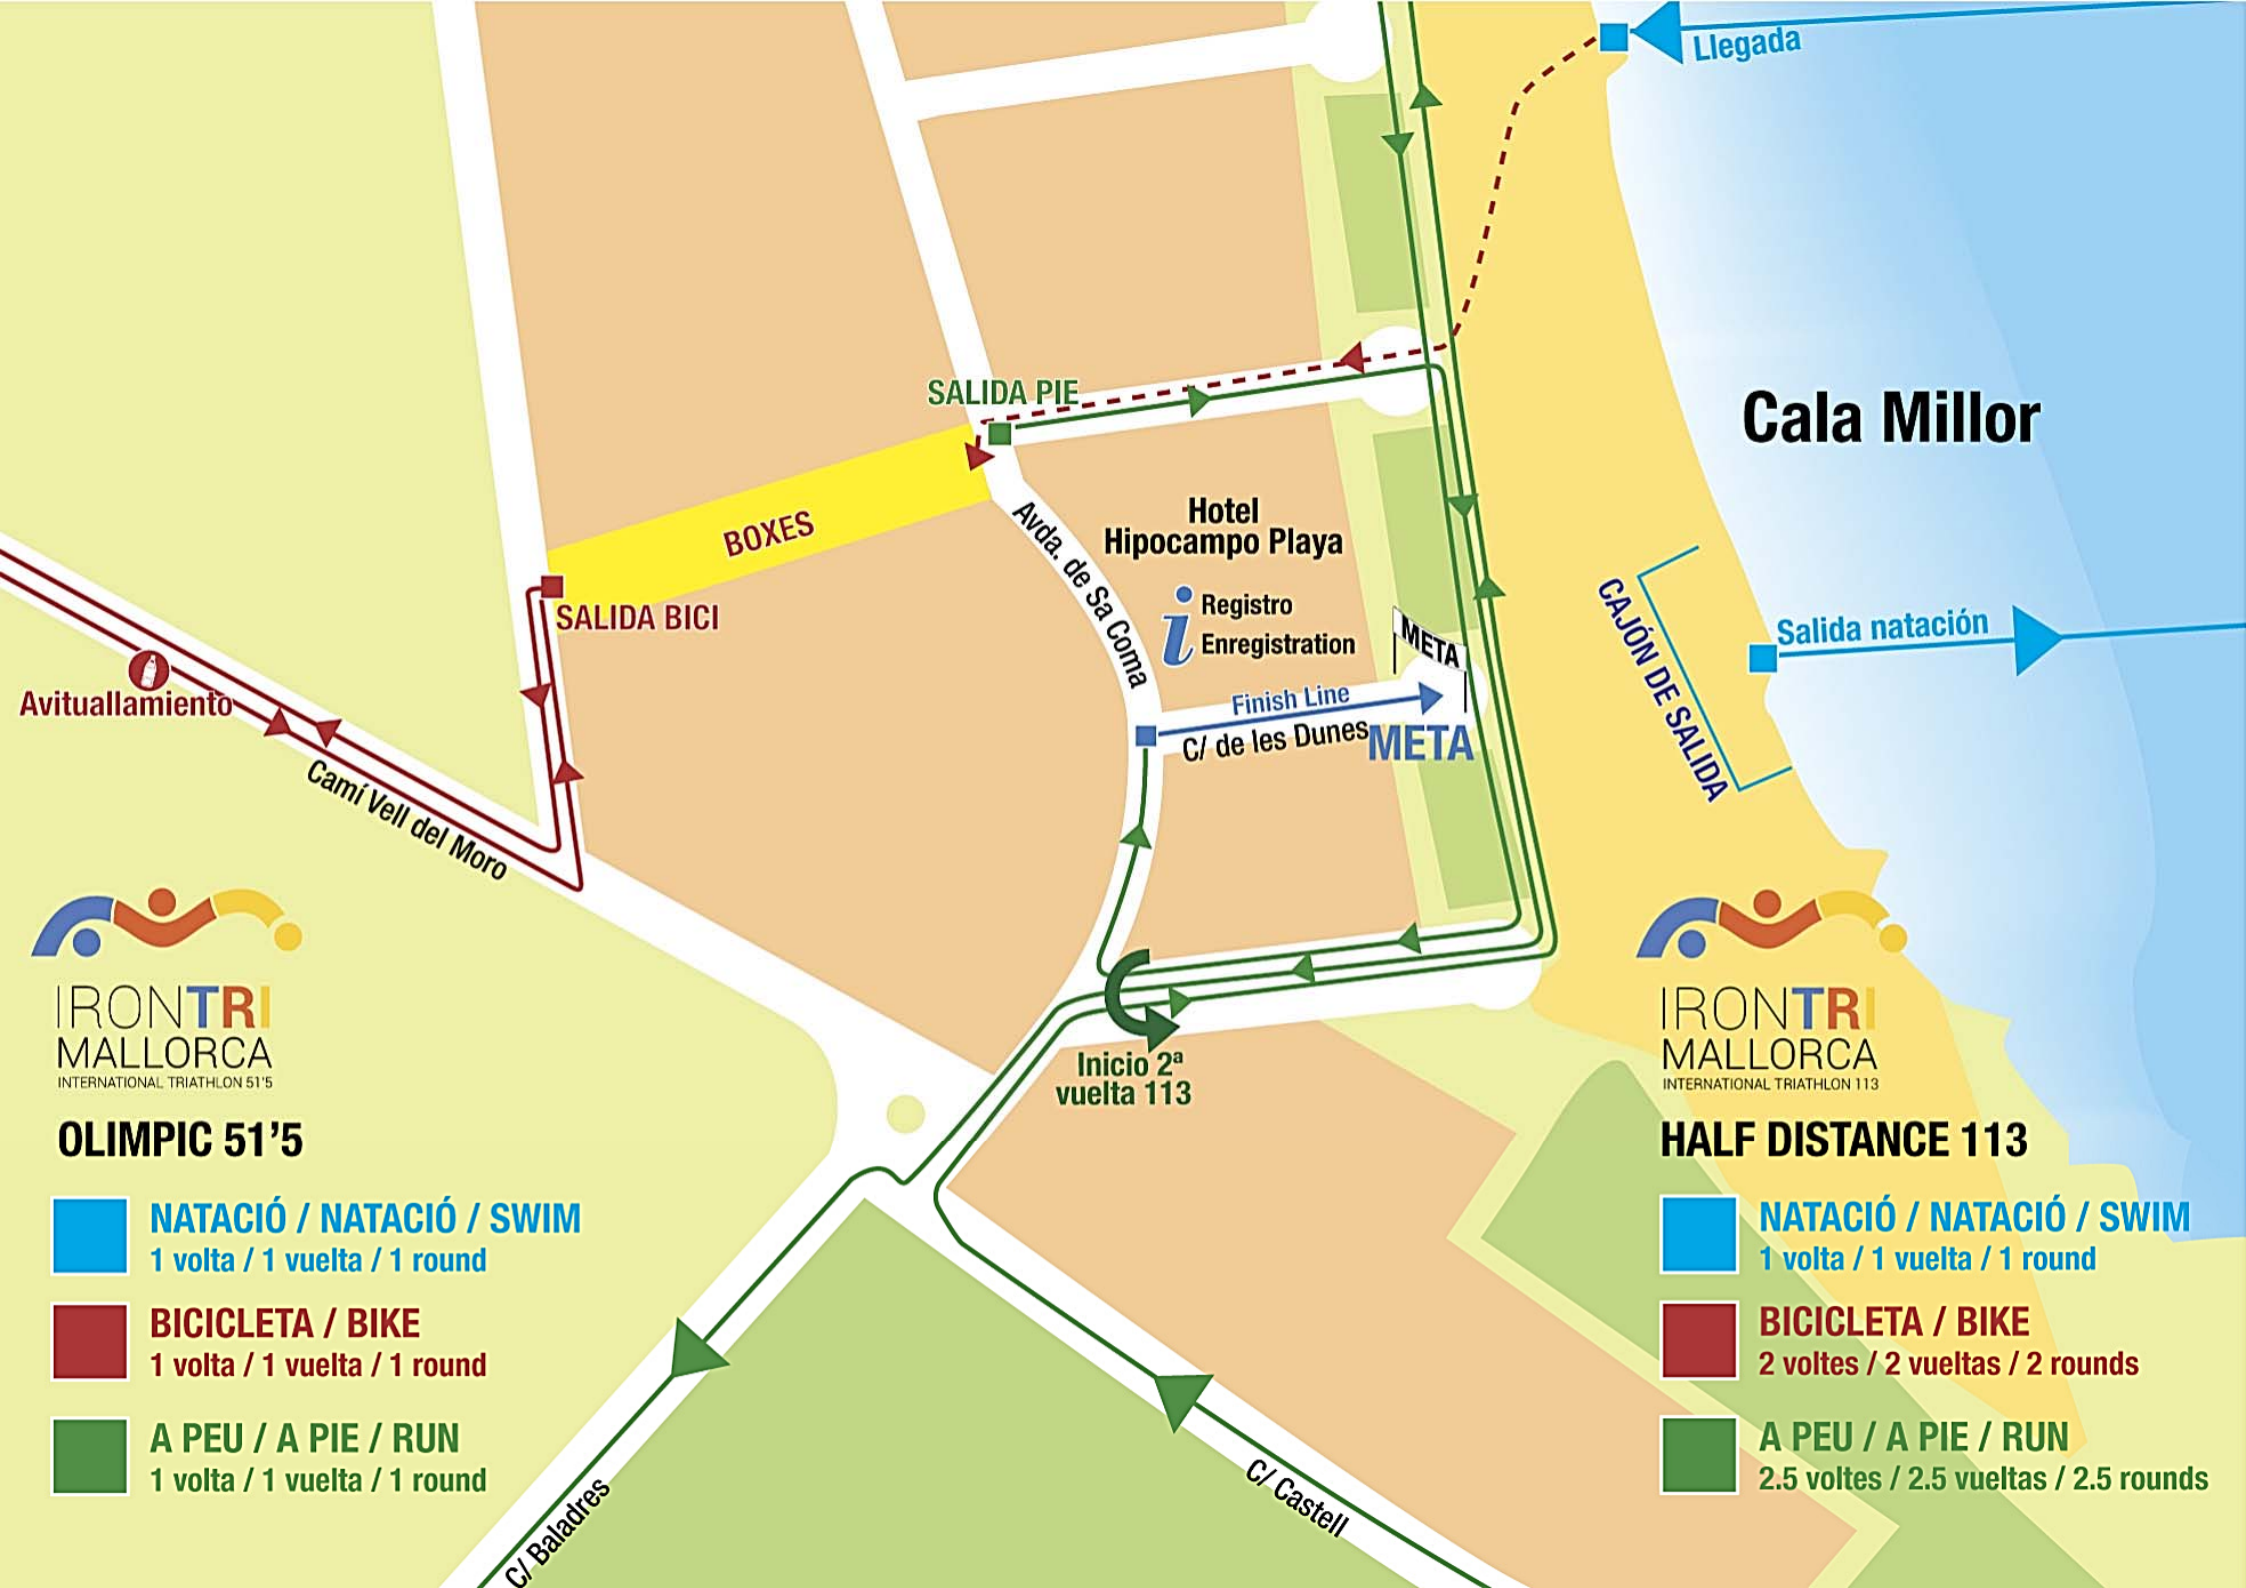 Llegada
Cala Millor
SALIDA PIE
BOXES
SALIDA BICI
Avda. de Sa Coma
Hotel
Hipocampo Playa
i
Registro
Enregistration
META
Finish Line
C/ de les Dunes
META
CAJÓN DE SALIDA
Salida natación
Avituallamiento
Camí Vell del Moro
Inicio 2ª
vuelta 113
C/ Baladres
C/ Castell
IRONTRI
MALLORCA
INTERNATIONAL TRIATHLON 51'5
OLIMPIC 51'5
NATACIÓ / NATACIÓ / SWIM
1 volta / 1 vuelta / 1 round
BICICLETA / BIKE
1 volta / 1 vuelta / 1 round
A PEU / A PIE / RUN
1 volta / 1 vuelta / 1 round
IRONTRI
MALLORCA
INTERNATIONAL TRIATHLON 113
HALF DISTANCE 113
NATACIÓ / NATACIÓ / SWIM
1 volta / 1 vuelta / 1 round
BICICLETA / BIKE
2 voltes / 2 vueltas / 2 rounds
A PEU / A PIE / RUN
2.5 voltes / 2.5 vueltas / 2.5 rounds